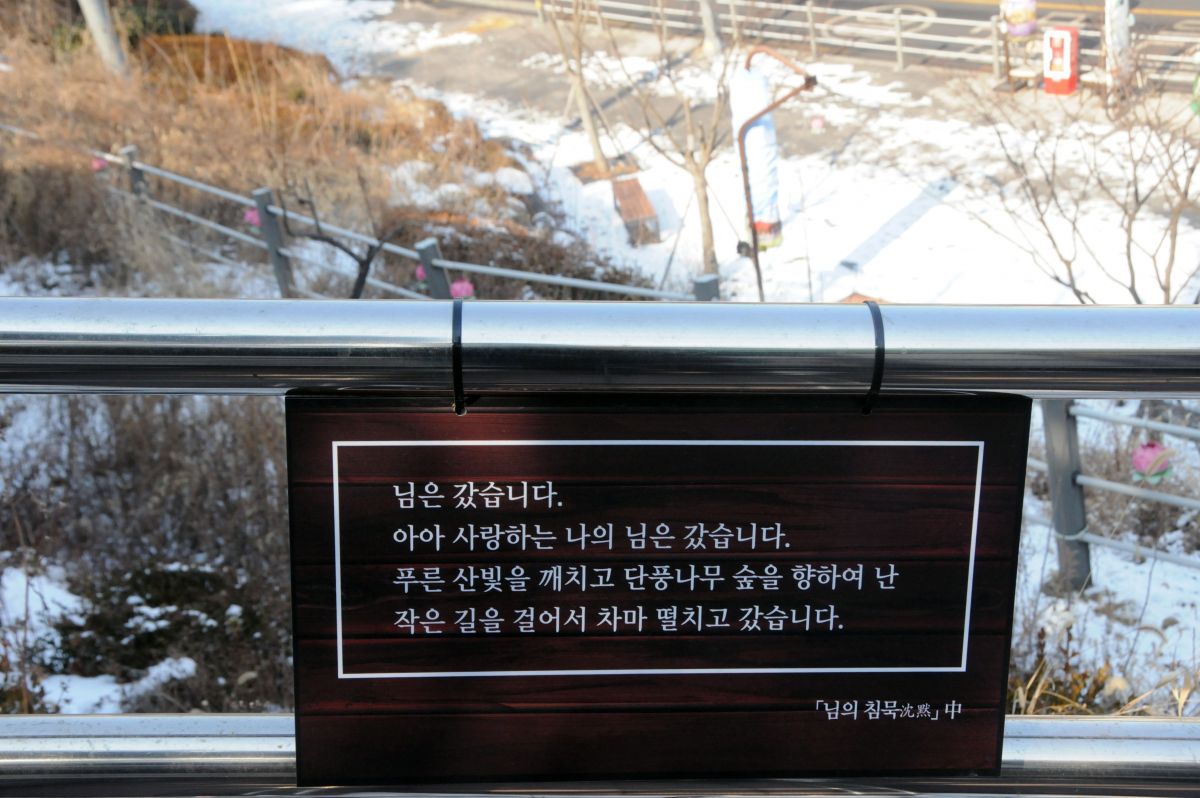 님은 갔습니다.
아아 사랑하는 나의 님은 갔습니다.
푸른 산빛을 깨치고 단풍나무 숲을 향하여 난
작은 길을 걸어서 차마 떨치고 갔습니다.
「님의 침묵沈黙」中